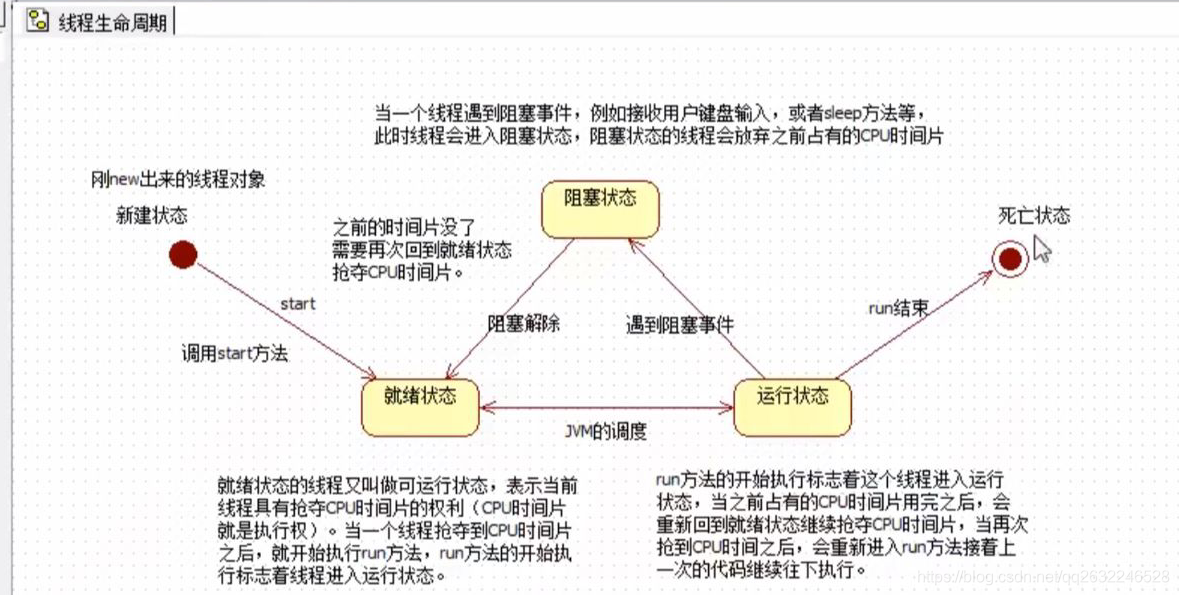 线程生命周期
当一个线程遇到阻塞事件，例如接收用户键盘输入，或者sleep方法等，
此时线程会进入阻塞状态，阻塞状态的线程会放弃之前占有的CPU时间片
刚new出来的线程对象
新建状态
阻塞状态
死亡状态
之前的时间片没了
需要再次回到就绪状态
抢夺CPU时间片。
start
调用start方法
阻塞解除
遇到阻塞事件
run结束
就绪状态
运行状态
JVM的调度
就绪状态的线程又叫做可运行状态，表示当前
线程具有抢夺CPU时间片的权利（CPU时间片
就是执行权）。当一个线程抢夺到CPU时间片
之后，就开始执行run方法，run方法的开始执
行标志着线程进入运行状态。
run方法的开始执行标志着这个线程进入运行
状态，当之前占有的CPU时间片用完之后，会
重新回到就绪状态继续抢夺CPU时间片，当再次
抢到CPU时间之后，会重新进入run方法接着上
一次的代码继续往下执行。
https://blog.csdn.net/qq2632246528